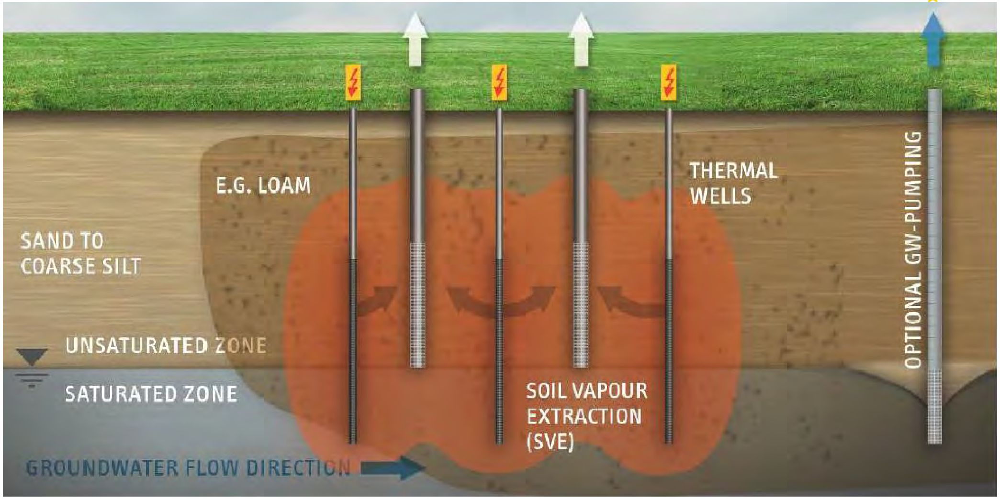 E.G. LOAM
THERMAL
WELLS
SAND TO
COARSE SILT
OPTIONAL GW-PUMPING
UNSATURATED ZONE
SATURATED ZONE
SOIL VAPOUR
EXTRACTION
(SVE)
GROUNDWATER FLOW DIRECTION